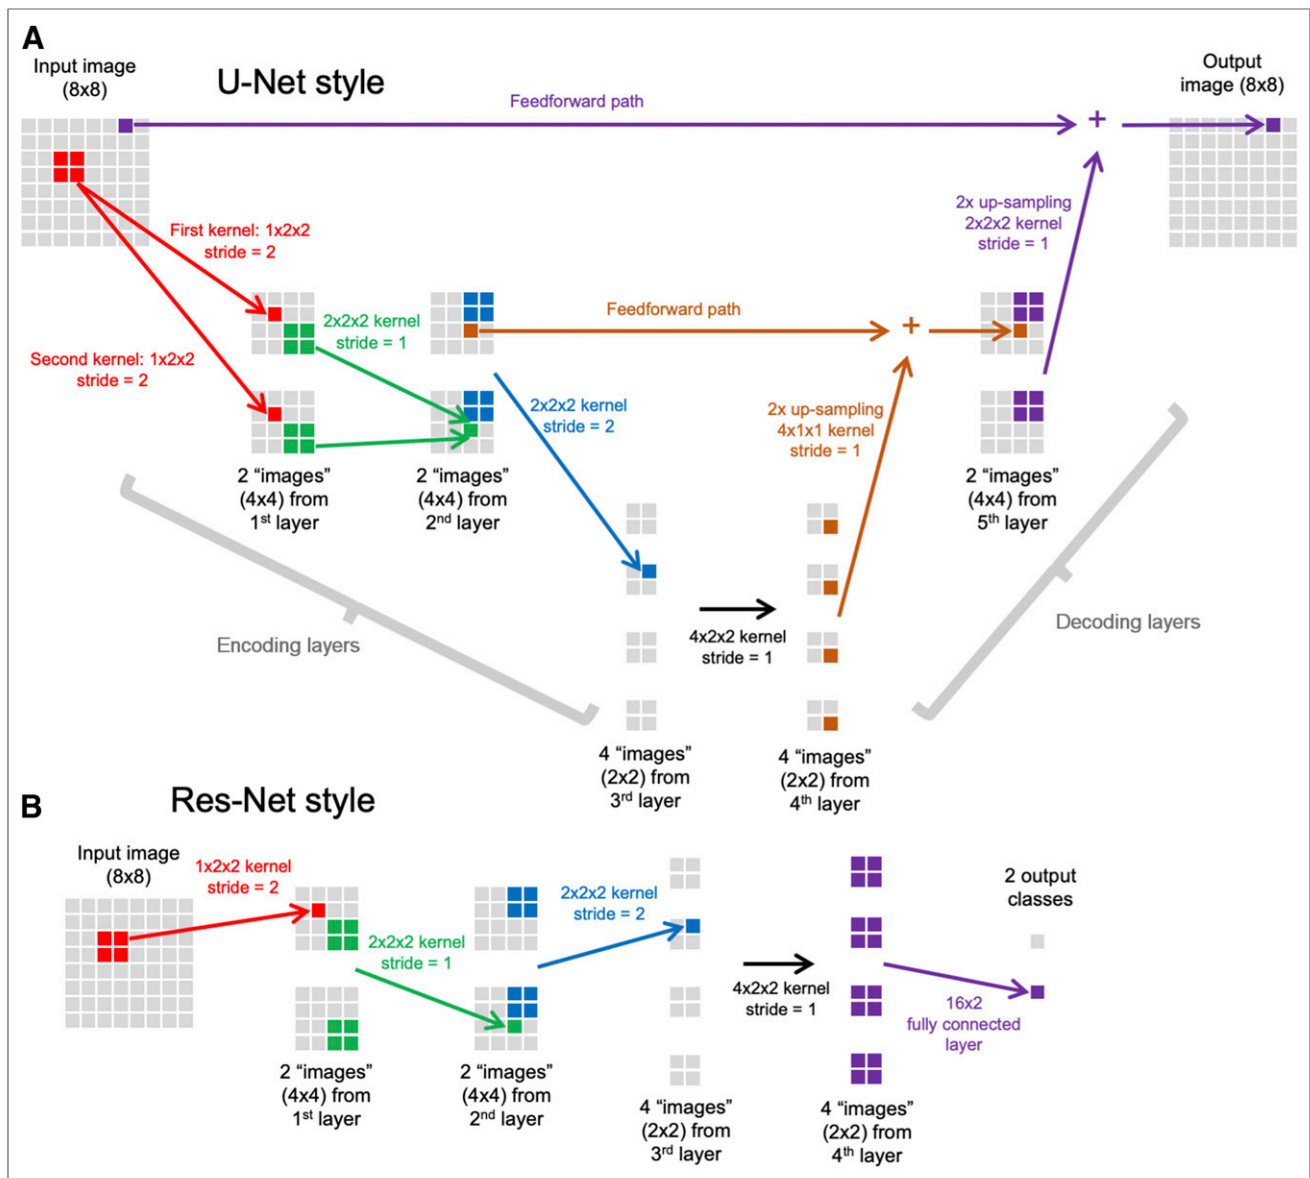 A
Input image
(8x8)
U-Net style
Output
image (8x8)
Feedforward path
+
First kernel: 1x2x2
stride = 2
2x up-sampling
2x2x2 kernel
stride = 1
Second kernel: 1x2x2
stride = 2
2x2x2 kernel
stride = 1
Feedforward path
+
2x2x2 kernel
stride = 2
2x up-sampling
4x1x1 kernel
stride = 1
2 “images”
(4x4) from
1st layer
2 “images”
(4x4) from
2nd layer
2 “images”
(4x4) from
5th layer
Encoding layers
4x2x2 kernel
stride = 1
Decoding layers
4 “images”
(2x2) from
3rd layer
4 “images”
(2x2) from
4th layer
B
Res-Net style
Input image
(8x8)
1x2x2 kernel
stride = 2
2x2x2 kernel
stride = 1
2x2x2 kernel
stride = 2
4x2x2 kernel
stride = 1
2 output
classes
16x2
fully connected
layer
2 “images”
(4x4) from
1st layer
2 “images”
(4x4) from
2nd layer
4 “images”
(2x2) from
3rd layer
4 “images”
(2x2) from
4th layer